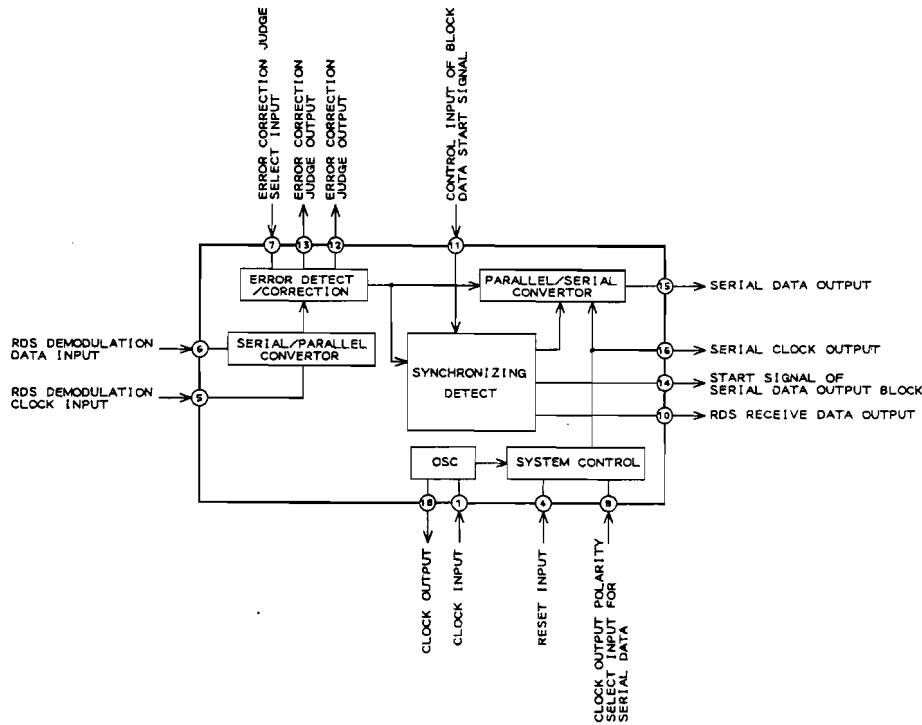 ERROR CORRECTION JUDGE
SELECT INPUT
ERROR CORRECTION
JUDGE OUTPUT
ERROR CORRECTION
JUDGE OUTPUT
CONTROL INPUT OF BLOCK
DATA START SIGNAL
7
13
12
11
ERROR DETECT
/CORRECTION
PARALLEL/SERIAL
CONVERTOR
15
SERIAL DATA OUTPUT
RDS DEMODULATION
DATA INPUT
6
SERIAL/PARALLEL
CONVERTOR
SYNCHRONIZING
DETECT
16
SERIAL CLOCK OUTPUT
14
START SIGNAL OF
SERIAL DATA OUTPUT BLOCK
RDS DEMODULATION
CLOCK INPUT
5
10
RDS RECEIVE DATA OUTPUT
OSC
SYSTEM CONTROL
1
4
CLOCK OUTPUT
CLOCK INPUT
RESET INPUT
CLOCK OUTPUT POLARITY
SELECT INPUT FOR
SERIAL DATA